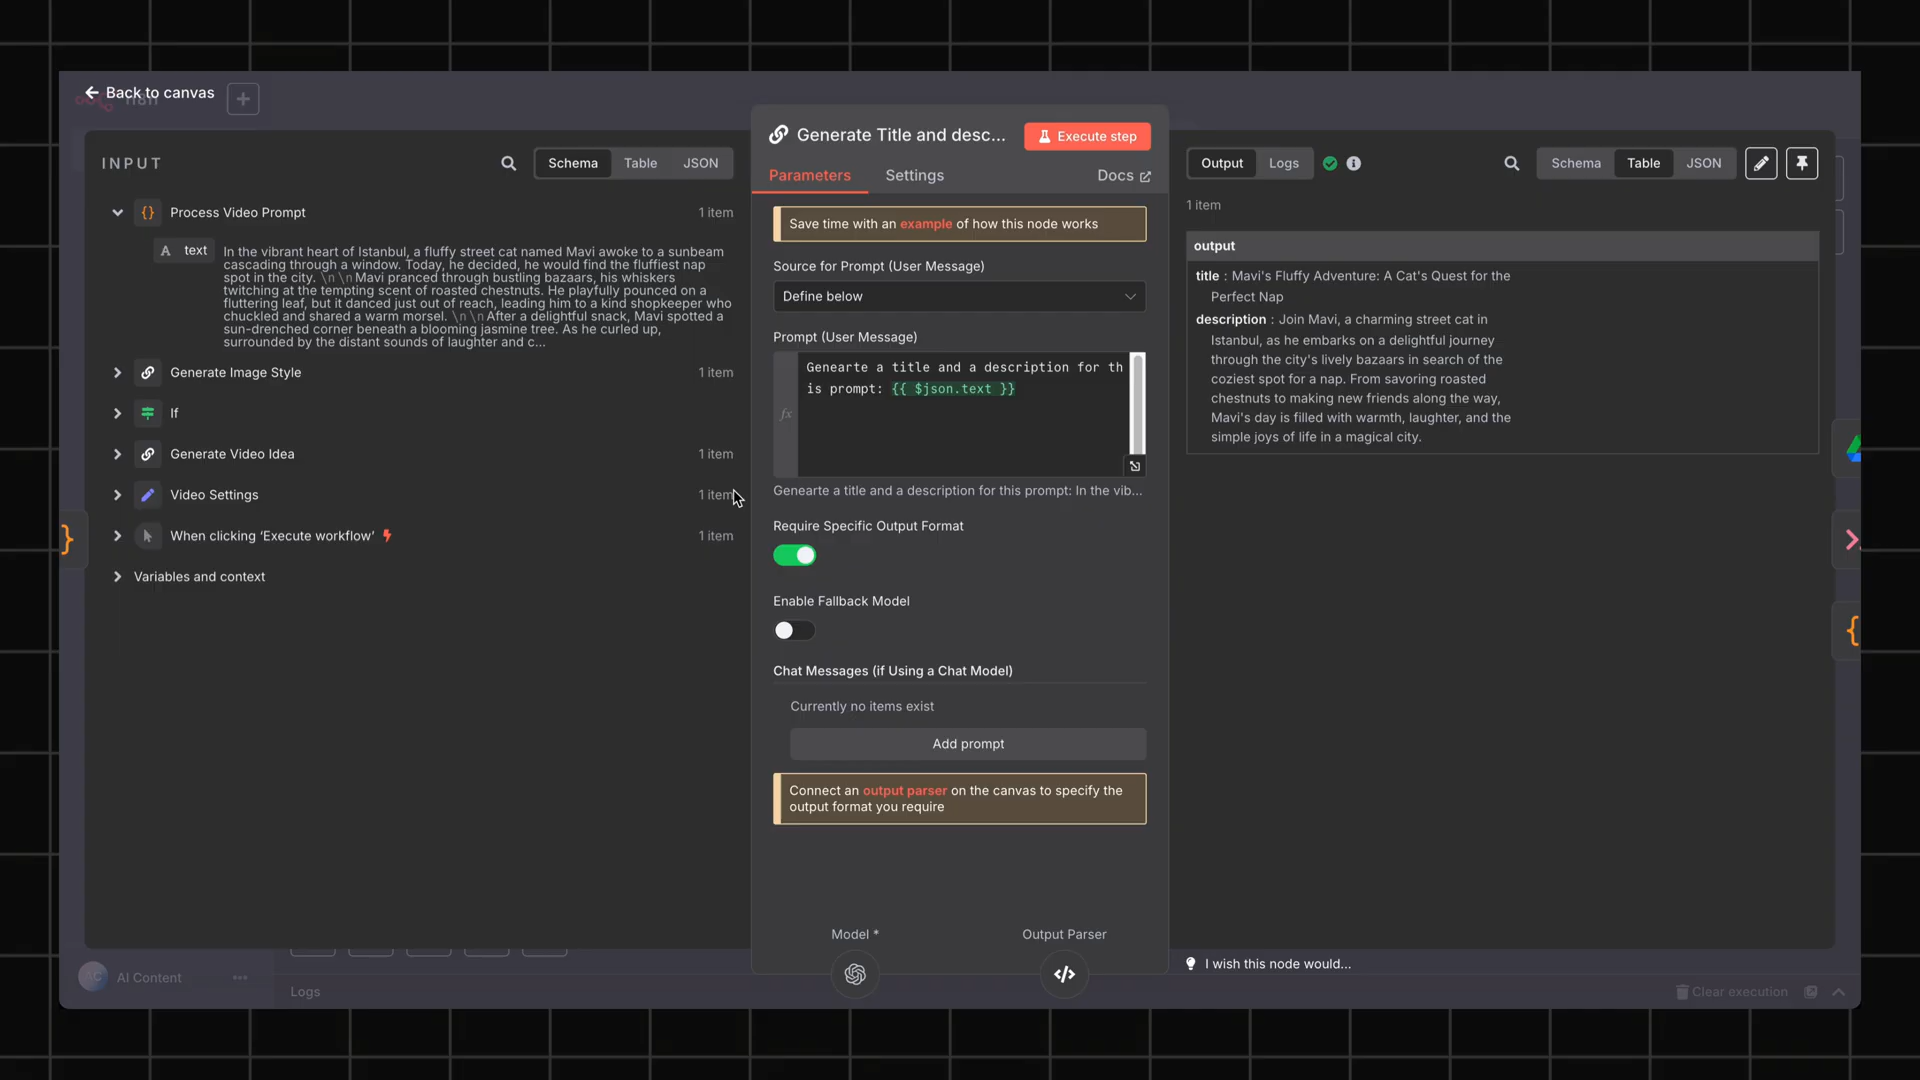 Back to canvas
n8n
INPUT
Schema
Table
JSON
Process Video Prompt
1 item
A
text
In the vibrant heart of Istanbul, a fluffy street cat named Mavi awoke to a sunbeam
cascading through a window. Today, he decided, he would find the fluffiest nap
spot in the city. \n\nMavi pranced through bustling bazaars, his whiskers
twitching at the tempting scent of roasted chestnuts. He playfully pounced on a
fluttering leaf, but it danced just out of reach, leading him to a kind shopkeeper who
chuckled and shared a warm morsel. \n\nAfter a delightful snack, Mavi spotted a
sun-drenched corner beneath a blooming jasmine tree. As he curled up,
surrounded by the distant sounds of laughter and c...
Generate Image Style
1 item
If
1 item
Generate Video Idea
1 item
Video Settings
1 item
When clicking ‘Execute workflow’
1 item
Variables and context
AI Content
Logs
Generate Title and desc...
Execute step
Parameters
Settings
Docs
Save time with an example of how this node works
Source for Prompt (User Message)
Define below
Prompt (User Message)
fx
Genearte a title and a description for th
is prompt: {{ $json.text }}
Genearte a title and a description for this prompt: In the vib...
Require Specific Output Format
Enable Fallback Model
Chat Messages (if Using a Chat Model)
Currently no items exist
Add prompt
Connect an output parser on the canvas to specify the
output format you require
Model *
Output Parser
Output
Logs
Schema
Table
JSON
1 item
output
title : Mavi's Fluffy Adventure: A Cat's Quest for the
Perfect Nap
description : Join Mavi, a charming street cat in
Istanbul, as he embarks on a delightful journey
through the city's lively bazaars in search of the
coziest spot for a nap. From savoring roasted
chestnuts to making new friends along the way,
Mavi's day is filled with warmth, laughter, and the
simple joys of life in a magical city.
I wish this node would...
Clear execution